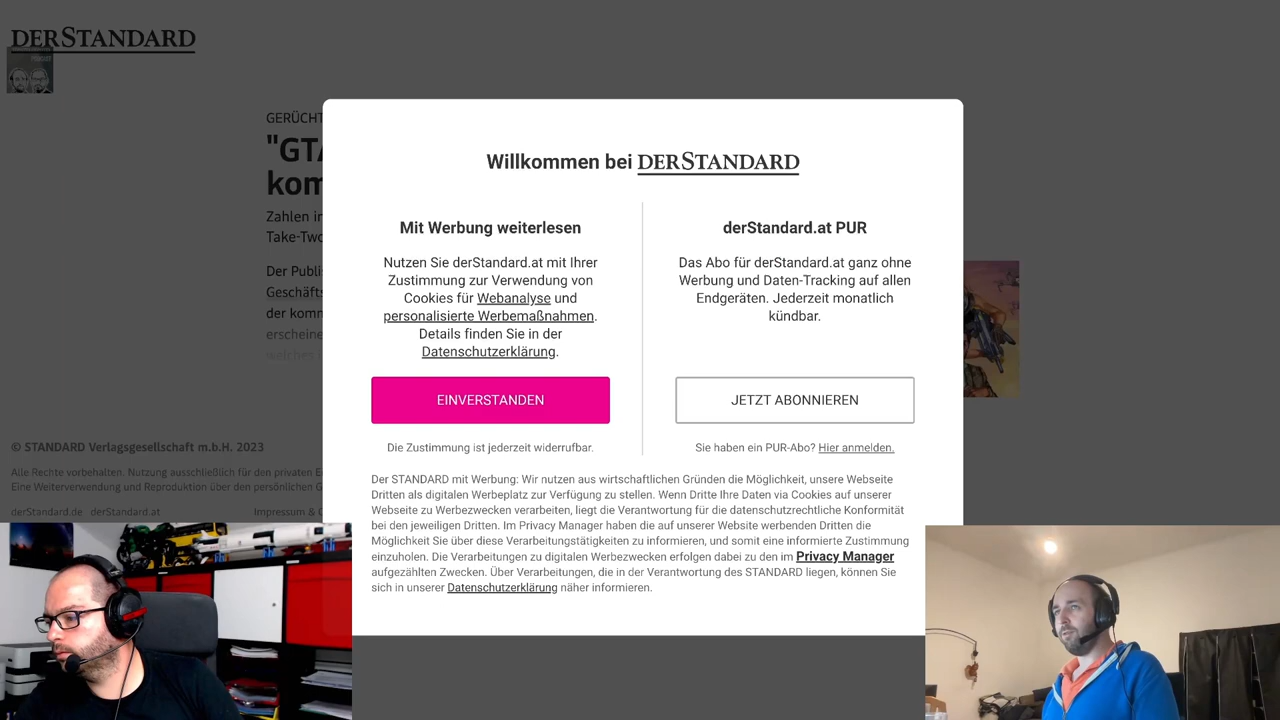 DERSTANDARD
GERÜCHT
"GTA
kom
Zahlen in
Take-Two
Der Publi
Geschäfts
der komm
erscheine
welches
Willkommen bei DERSTANDARD
Mit Werbung weiterlesen
Nutzen Sie derStandard.at mit Ihrer
Zustimmung zur Verwendung von
Cookies für Webanalyse und
personalisierte Werbemaßnahmen.
Details finden Sie in der
Datenschutzerklärung.
EINVERSTANDEN
Die Zustimmung ist jederzeit widerrufbar.
derStandard.at PUR
Das Abo für derStandard.at ganz ohne
Werbung und Daten-Tracking auf allen
Endgeräten. Jederzeit monatlich
kündbar.
JETZT ABONNIEREN
Sie haben ein PUR-Abo? Hier anmelden.
Der STANDARD mit Werbung: Wir nutzen aus wirtschaftlichen Gründen die Möglichkeit, unsere Webseite
Dritten als digitalen Werbeplatz zur Verfügung zu stellen. Wenn Dritte Ihre Daten via Cookies auf unserer
Webseite zu Werbezwecken verarbeiten, liegt die Verantwortung für die datenschutzrechtliche Konformität
bei den jeweiligen Dritten. Im Privacy Manager haben die auf unserer Website werbenden Dritten die
Möglichkeit Sie über diese Verarbeitungstätigkeiten zu informieren, und somit eine informierte Zustimmung
einzuholen. Die Verarbeitungen zu digitalen Werbezwecken erfolgen dabei zu den im Privacy Manager
aufgezählten Zwecken. Über Verarbeitungen, die in der Verantwortung des STANDARD liegen, können Sie
sich in unserer Datenschutzerklärung näher informieren.
© STANDARD Verlagsgesellschaft m.b.H. 2023
Alle Rechte vorbehalten. Nutzung ausschließlich für den privaten E
Eine Weiterverwendung und Reproduktion über den persönlichen G
derStandard.de derStandard.at Impressum & C